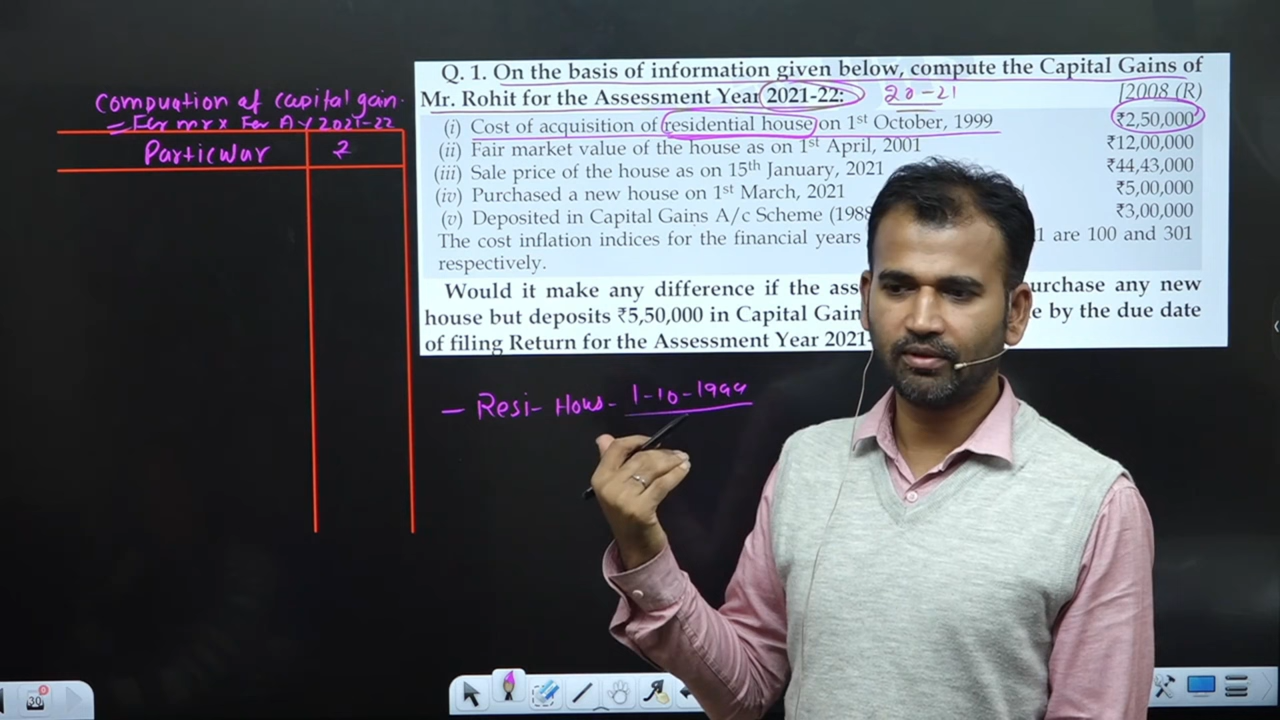 Compuation of capital gain.
For mr x For A Y 2021-22
Particular ₹
Q. 1. On the basis of information given below, compute the Capital Gains of
Mr. Rohit for the Assessment Year 2021-22: 20-21 [2008 (R)
(i) Cost of acquisition of residential house on 1st October, 1999 ₹2,50,000
(ii) Fair market value of the house as on 1st April, 2001 ₹12,00,000
(iii) Sale price of the house as on 15th January, 2021 ₹44,43,000
(iv) Purchased a new house on 1st March, 2021 ₹5,00,000
(v) Deposited in Capital Gains A/c Scheme (1988 ₹3,00,000
The cost inflation indices for the financial years 1 are 100 and 301
respectively.
Would it make any difference if the ass urchase any new
house but deposits ₹5,50,000 in Capital Gain e by the due date
of filing Return for the Assessment Year 2021-
- Resi- Hous- 1-10-1999
30